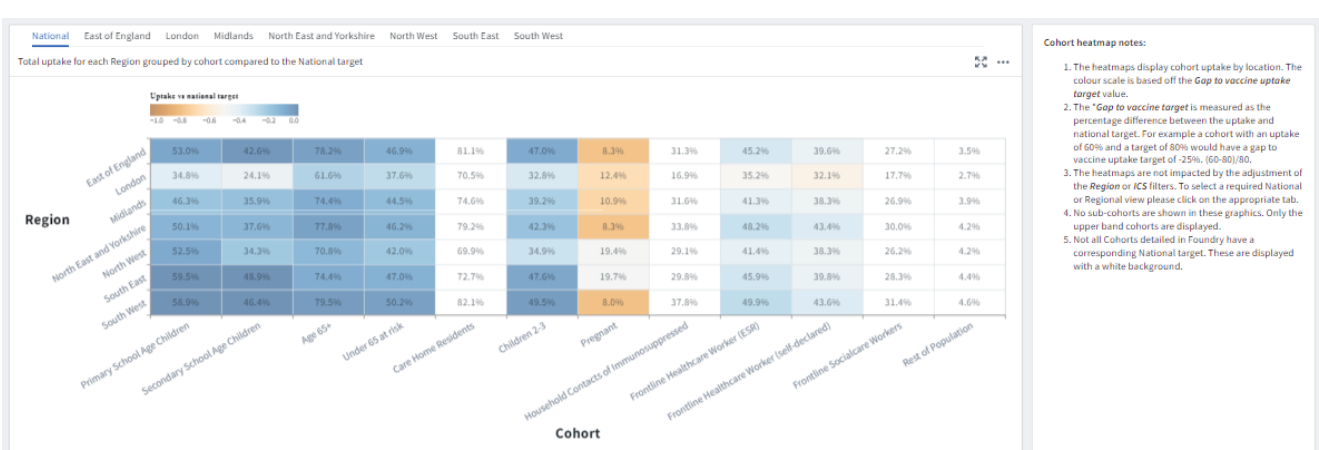 National East of England London Midlands North East and Yorkshire North West South East South West
Total uptake for each Region grouped by cohort compared to the National target
Uptake vs national target
−1.0 −0.8 −0.6 −0.4 −0.2 0.0
Region
East of England 53.0% 42.6% 78.2% 46.9% 81.1% 47.0% 8.3% 31.3% 45.2% 39.6% 27.2% 3.5%
London 34.8% 24.1% 61.6% 37.6% 70.5% 32.8% 12.4% 16.9% 35.2% 32.1% 17.7% 2.7%
Midlands 46.3% 35.9% 74.4% 44.5% 74.6% 39.2% 10.9% 31.6% 41.3% 38.3% 26.9% 3.9%
North East and Yorkshire 50.1% 37.6% 77.8% 46.2% 79.2% 42.3% 8.3% 33.8% 48.2% 43.4% 30.0% 4.2%
North West 52.5% 34.3% 70.8% 42.0% 69.9% 34.9% 19.4% 29.1% 41.4% 38.3% 26.2% 4.2%
South East 59.5% 48.9% 74.4% 47.0% 72.7% 47.6% 19.7% 29.8% 45.9% 39.8% 28.3% 4.4%
South West 58.9% 46.4% 79.5% 50.2% 82.1% 49.5% 8.0% 37.8% 49.9% 43.6% 31.4% 4.6%
Primary School Age Children
Secondary School Age Children
Age 65+
Under 65 at risk
Care Home Residents
Children 2-3
Pregnant
Household Contacts of Immunosuppressed
Frontline Healthcare Worker (ESR)
Frontline Healthcare Worker (self-declared)
Frontline Socialcare Workers
Rest of Population
Cohort
Cohort heatmap notes:
1. The heatmaps display cohort uptake by location. The
colour scale is based off the Gap to vaccine uptake
target value.
2. The "Gap to vaccine target is measured as the
percentage difference between the uptake and
national target. For example a cohort with an uptake
of 60% and a target of 80% would have a gap to
vaccine uptake target of -25%. (60-80)/80.
3. The heatmaps are not impacted by the adjustment of
the Region or ICS filters. To select a required National
or Regional view please click on the appropriate tab.
4. No sub-cohorts are shown in these graphics. Only the
upper band cohorts are displayed.
5. Not all Cohorts detailed in Foundry have a
corresponding National target. These are displayed
with a white background.